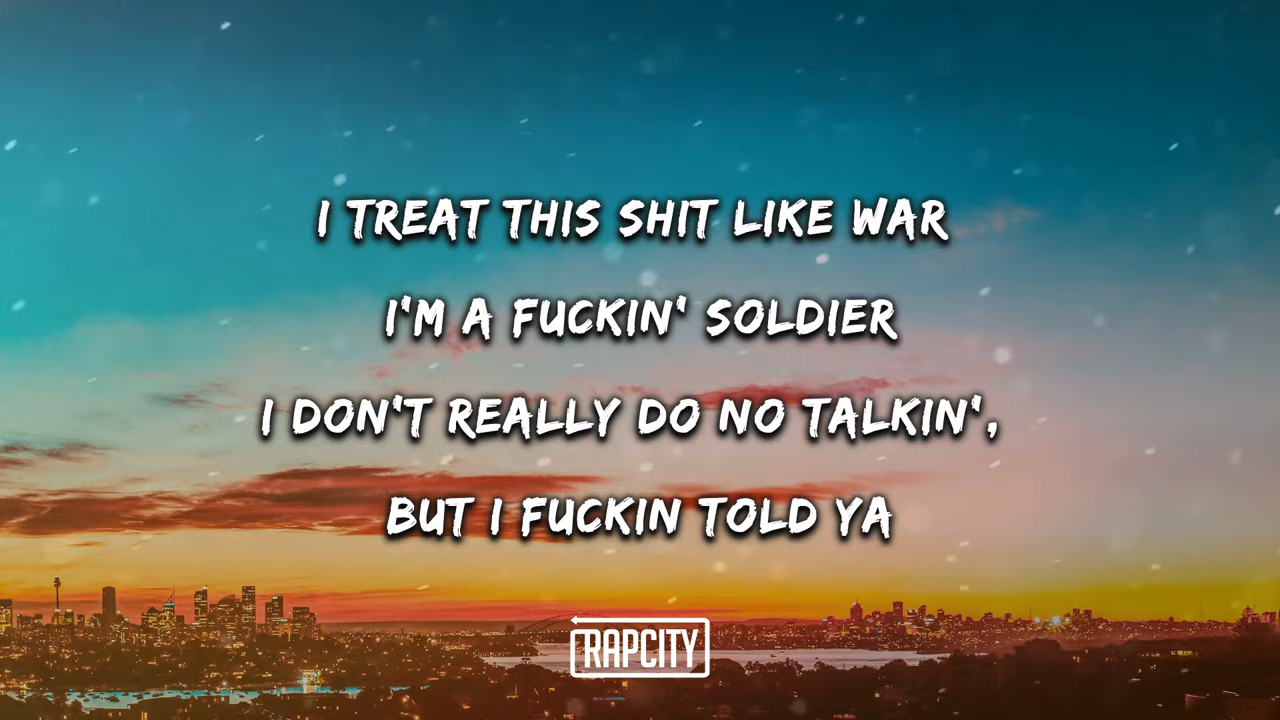 I TREAT THIS SHIT LIKE WAR
I'M A FUCKIN' SOLDIER
I DON'T REALLY DO NO TALKIN',
BUT I FUCKIN TOLD YA
RAPCITY